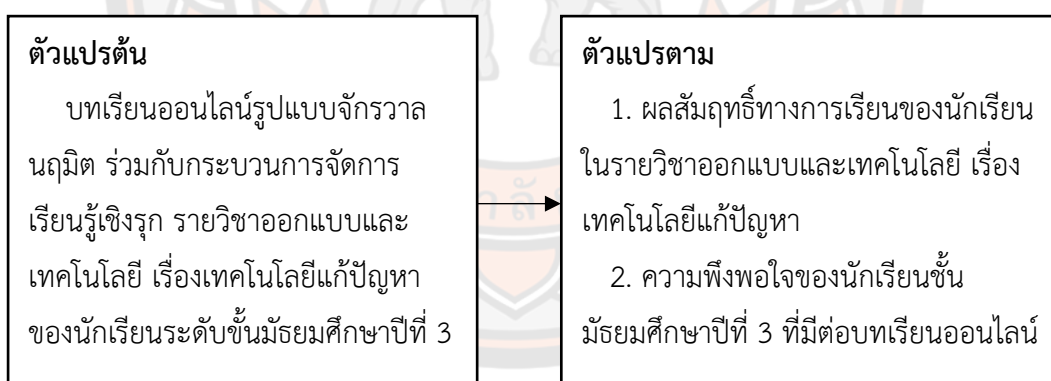 ตัวแปรต้น
บทเรียนออนไลน์รูปแบบจักรวาล
นฤมิต ร่วมกับกระบวนการจัดการ
เรียนรู้เชิงรุก รายวิชาออกแบบและ
เทคโนโลยี เรื่องเทคโนโลยีแก้ปัญหา
ของนักเรียนระดับขั้นมัธยมศึกษาปีที่ 3
ตัวแปรตาม
1. ผลสัมฤทธิ์ทางการเรียนของนักเรียน
ในรายวิชาออกแบบและเทคโนโลยี เรื่อง
เทคโนโลยีแก้ปัญหา
2. ความพึงพอใจของนักเรียนชั้น
มัธยมศึกษาปีที่ 3 ที่มีต่อบทเรียนออนไลน์